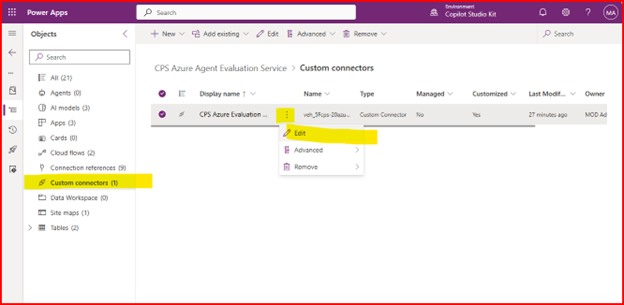 Power Apps
Search
Environment
Copilot Studio Kit
MA
Objects
Search
All (21)
Agents (0)
AI models (3)
Apps (3)
Cards (0)
Cloud flows (2)
Connection references (9)
Custom connectors (1)
Data Workspace (0)
Site maps (1)
Tables (2)
New
Add existing
Edit
Advanced
Remove
Search
CPS Azure Agent Evaluation Service > Custom connectors
Display name ↑ Name Type Managed Customized Last Modif... Owner
CPS Azure Evaluation ... Custom Connector No Yes 27 minutes ago MOD Ad
Edit
Advanced
Remove